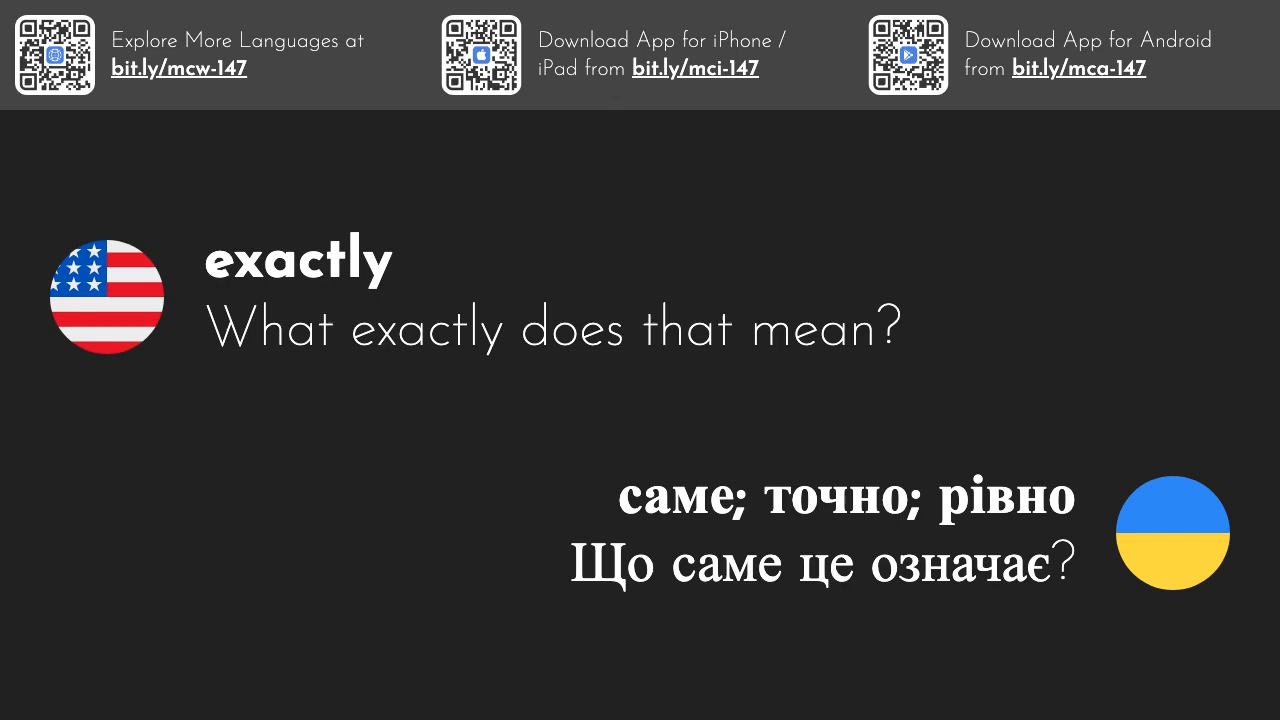 Explore More Languages at
bit.ly/mcw-147
Download App for iPhone /
iPad from bit.ly/mci-147
Download App for Android
from bit.ly/mca-147
exactly
What exactly does that mean?
саме; точно; рівно
Що саме це означає?